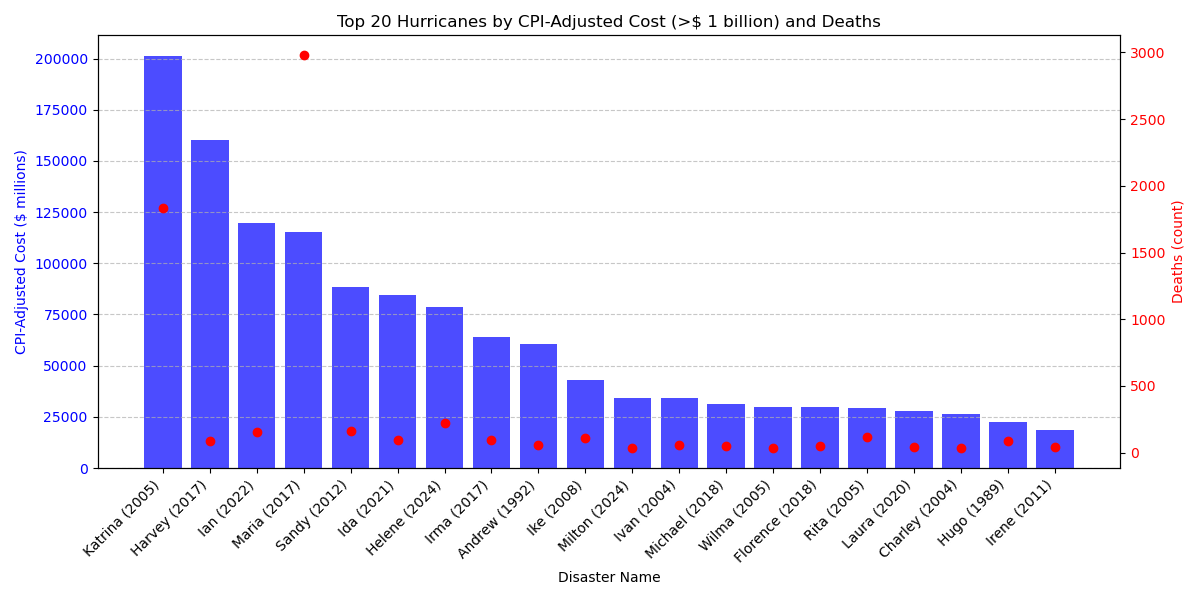 Top 20 Hurricanes by CPI-Adjusted Cost (>$ 1 billion) and Deaths
CPI-Adjusted Cost ($ millions)
200000
175000
150000
125000
100000
75000
50000
25000
0
3000
2500
2000
1500
1000
500
0
Deaths (count)
Katrina (2005)
Harvey (2017)
Ian (2022)
Maria (2017)
Sandy (2012)
Ida (2021)
Helene (2024)
Irma (2017)
Andrew (1992)
Ike (2008)
Milton (2024)
Ivan (2004)
Michael (2018)
Wilma (2005)
Florence (2018)
Rita (2005)
Laura (2020)
Charley (2004)
Hugo (1989)
Irene (2011)
Disaster Name